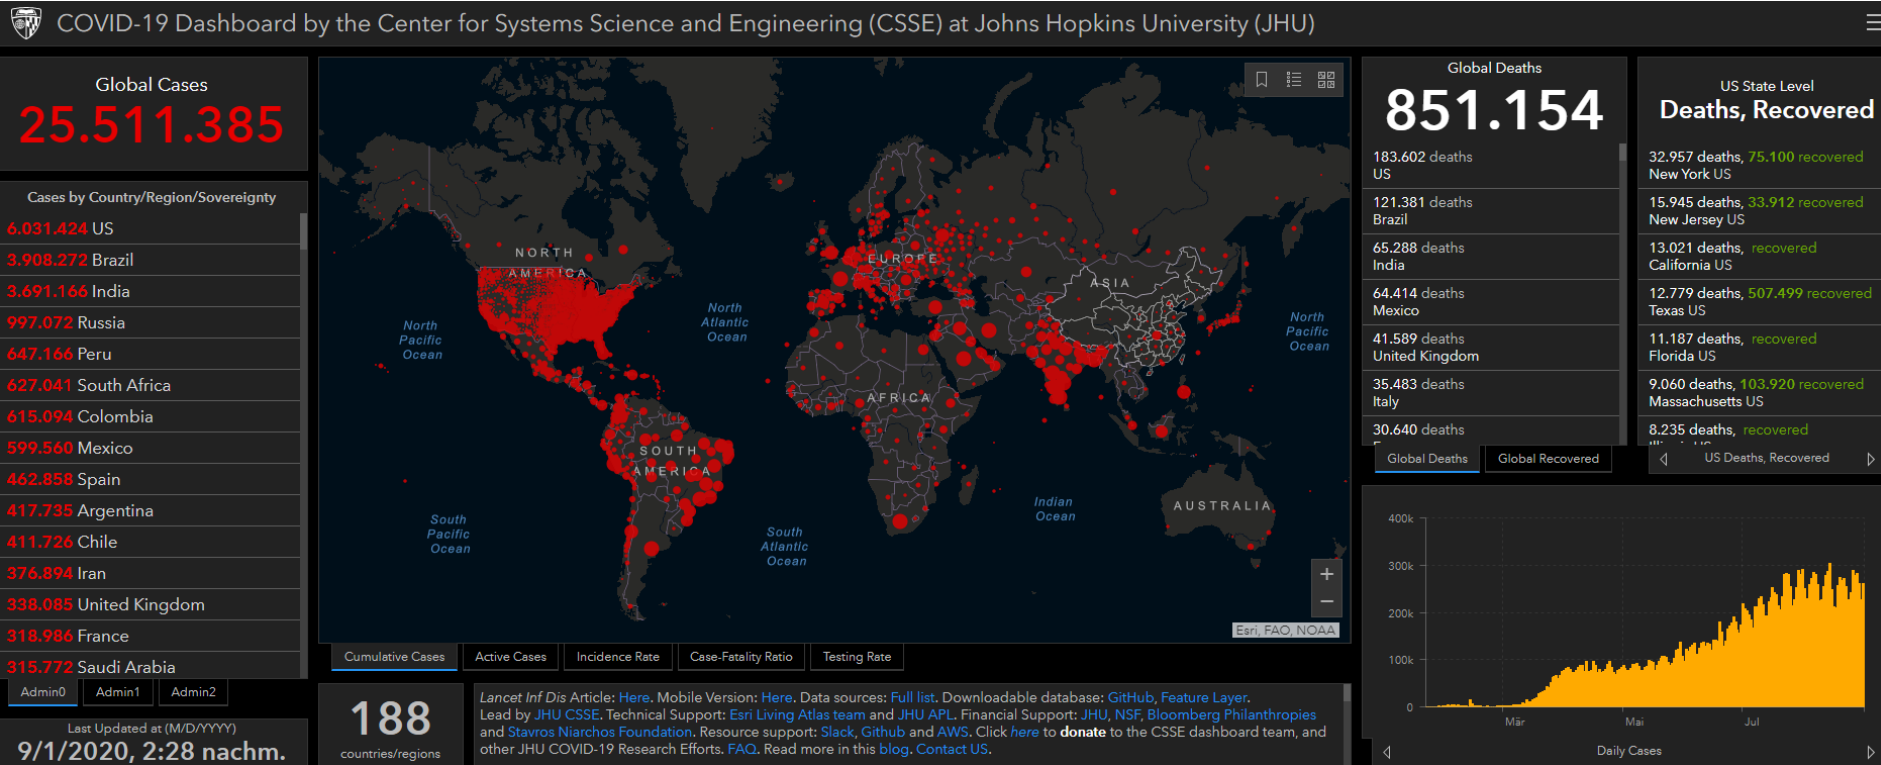 COVID-19 Dashboard by the Center for Systems Science and Engineering (CSSE) at Johns Hopkins University (JHU)
Global Cases
25.511.385
Cases by Country/Region/Sovereignty
6.031.424 US
3.908.272 Brazil
3.691.166 India
997.072 Russia
647.166 Peru
627.041 South Africa
615.094 Colombia
599.560 Mexico
462.858 Spain
417.735 Argentina
411.726 Chile
376.894 Iran
338.085 United Kingdom
318.986 France
315.772 Saudi Arabia
Admin0
Admin1
Admin2
Last Updated at (M/D/YYYY)
9/1/2020, 2:28 nachm.
NORTH
AMERICA
EUROPE
ASIA
North
Pacific
Ocean
North
Atlantic
Ocean
North
Pacific
Ocean
AFRICA
SOUTH
AMERICA
South
Pacific
Ocean
South
Atlantic
Ocean
Indian
Ocean
AUSTRALIA
+
−
Esri, FAO, NOAA
Cumulative Cases
Active Cases
Incidence Rate
Case-Fatality Ratio
Testing Rate
188
countries/regions
Lancet Inf Dis Article: Here. Mobile Version: Here. Data sources: Full list. Downloadable database: GitHub, Feature Layer.
Lead by JHU CSSE. Technical Support: Esri Living Atlas team and JHU APL. Financial Support: JHU, NSF, Bloomberg Philanthropies
and Stavros Niarchos Foundation. Resource support: Slack, Github and AWS. Click here to donate to the CSSE dashboard team, and
other JHU COVID-19 Research Efforts. FAQ. Read more in this blog. Contact US.
Global Deaths
851.154
183.602 deaths
US
121.381 deaths
Brazil
65.288 deaths
India
64.414 deaths
Mexico
41.589 deaths
United Kingdom
35.483 deaths
Italy
30.640 deaths
Global Deaths
Global Recovered
US State Level
Deaths, Recovered
32.957 deaths, 75.100 recovered
New York US
15.945 deaths, 33.912 recovered
New Jersey US
13.021 deaths, recovered
California US
12.779 deaths, 507.499 recovered
Texas US
11.187 deaths, recovered
Florida US
9.060 deaths, 103.920 recovered
Massachusetts US
8.235 deaths, recovered
US Deaths, Recovered
400k
300k
200k
100k
0
Mär
Mai
Jul
Daily Cases